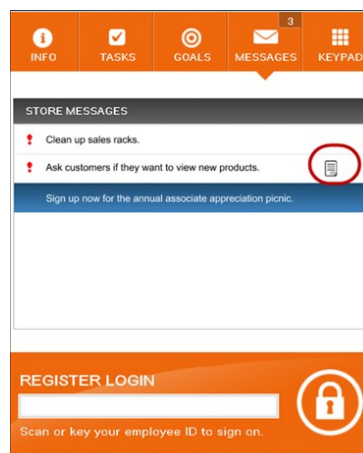 3
INFO TASKS GOALS MESSAGES KEYPAD
STORE MESSAGES
Clean up sales racks.
Ask customers if they want to view new products.
Sign up now for the annual associate appreciation picnic.
REGISTER LOGIN
Scan or key your employee ID to sign on.